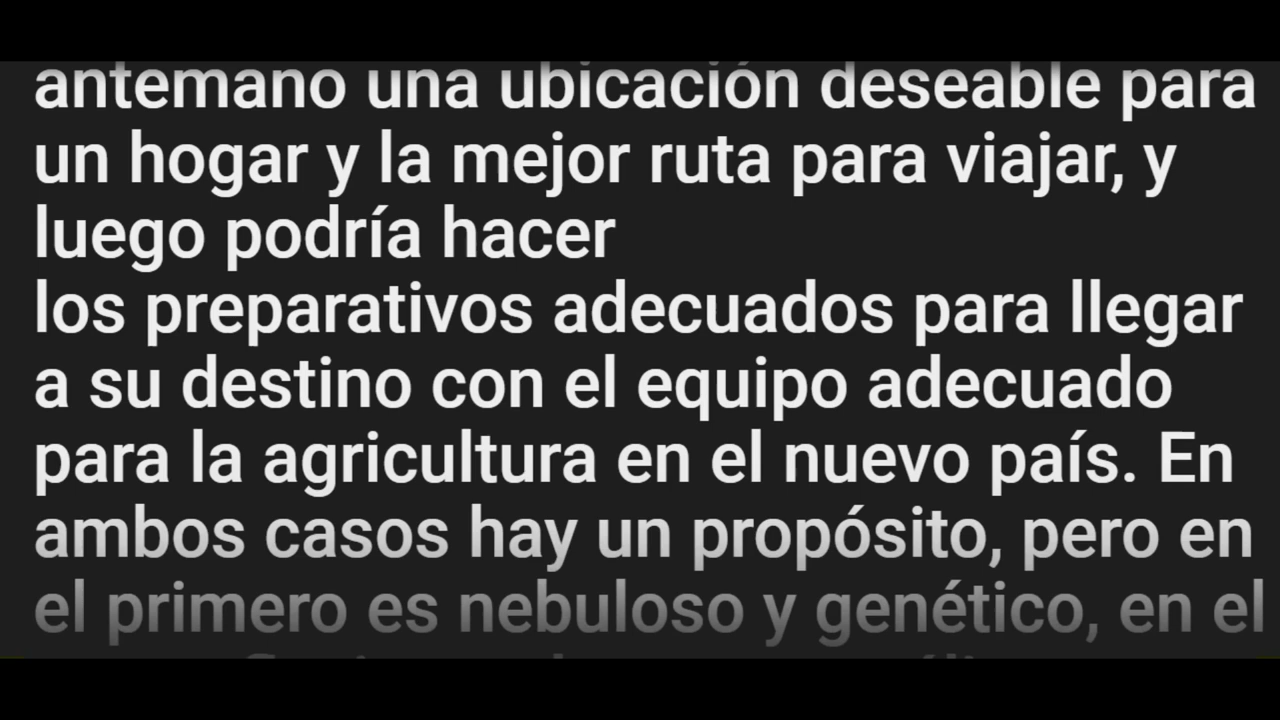 antemano una ubicación deseable para
un hogar y la mejor ruta para viajar, y
luego podría hacer
los preparativos adecuados para llegar
a su destino con el equipo adecuado
para la agricultura en el nuevo país. En
ambos casos hay un propósito, pero en
el primero es nebuloso y genético, en el